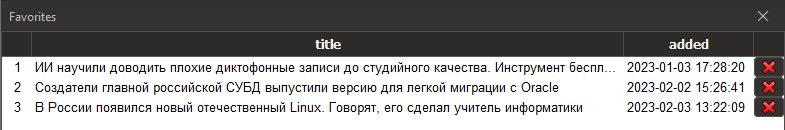 Favorites
title added
1 ИИ научили доводить плохие диктофонные записи до студийного качества. Инструмент беспл... 2023-01-03 17:28:20
2 Создатели главной российской СУБД выпустили версию для легкой миграции с Oracle 2023-02-02 15:26:41
3 В России появился новый отечественный Linux. Говорят, его сделал учитель информатики 2023-02-03 13:22:09